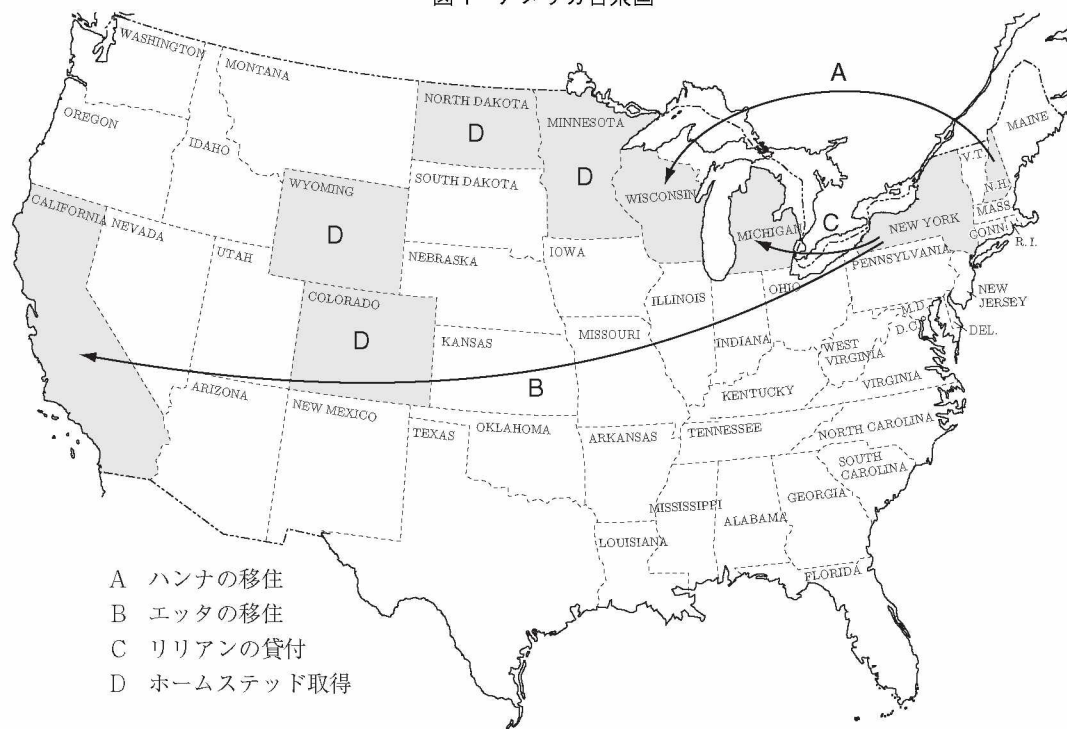 WASHINGTON
MONTANA
NORTH DAKOTA
MINNESOTA
A
MAINE
OREGON
IDAHO
D
D
V.T.
N.H.
WYOMING
SOUTH DAKOTA
WISCONSIN
MICHIGAN
C
NEW YORK
MASS.
CONN.
R.I.
CALIFORNIA
NEVADA
UTAH
D
NEBRASKA
IOWA
PENNSYLVANIA
COLORADO
D
ILLINOIS
INDIANA
OHIO
NEW
JERSEY
M.D.
D.C.
DEL.
KANSAS
MISSOURI
WEST
VIRGINIA
VIRGINIA
B
KENTUCKY
ARIZONA
NEW MEXICO
TEXAS
OKLAHOMA
ARKANSAS
TENNESSEE
NORTH CAROLINA
SOUTH
CAROLINA
MISSISSIPPI
ALABAMA
GEORGIA
LOUISIANA
FLORIDA
A ハンナの移住
B エッタの移住
C リリアンの貸付
D ホームステッド取得